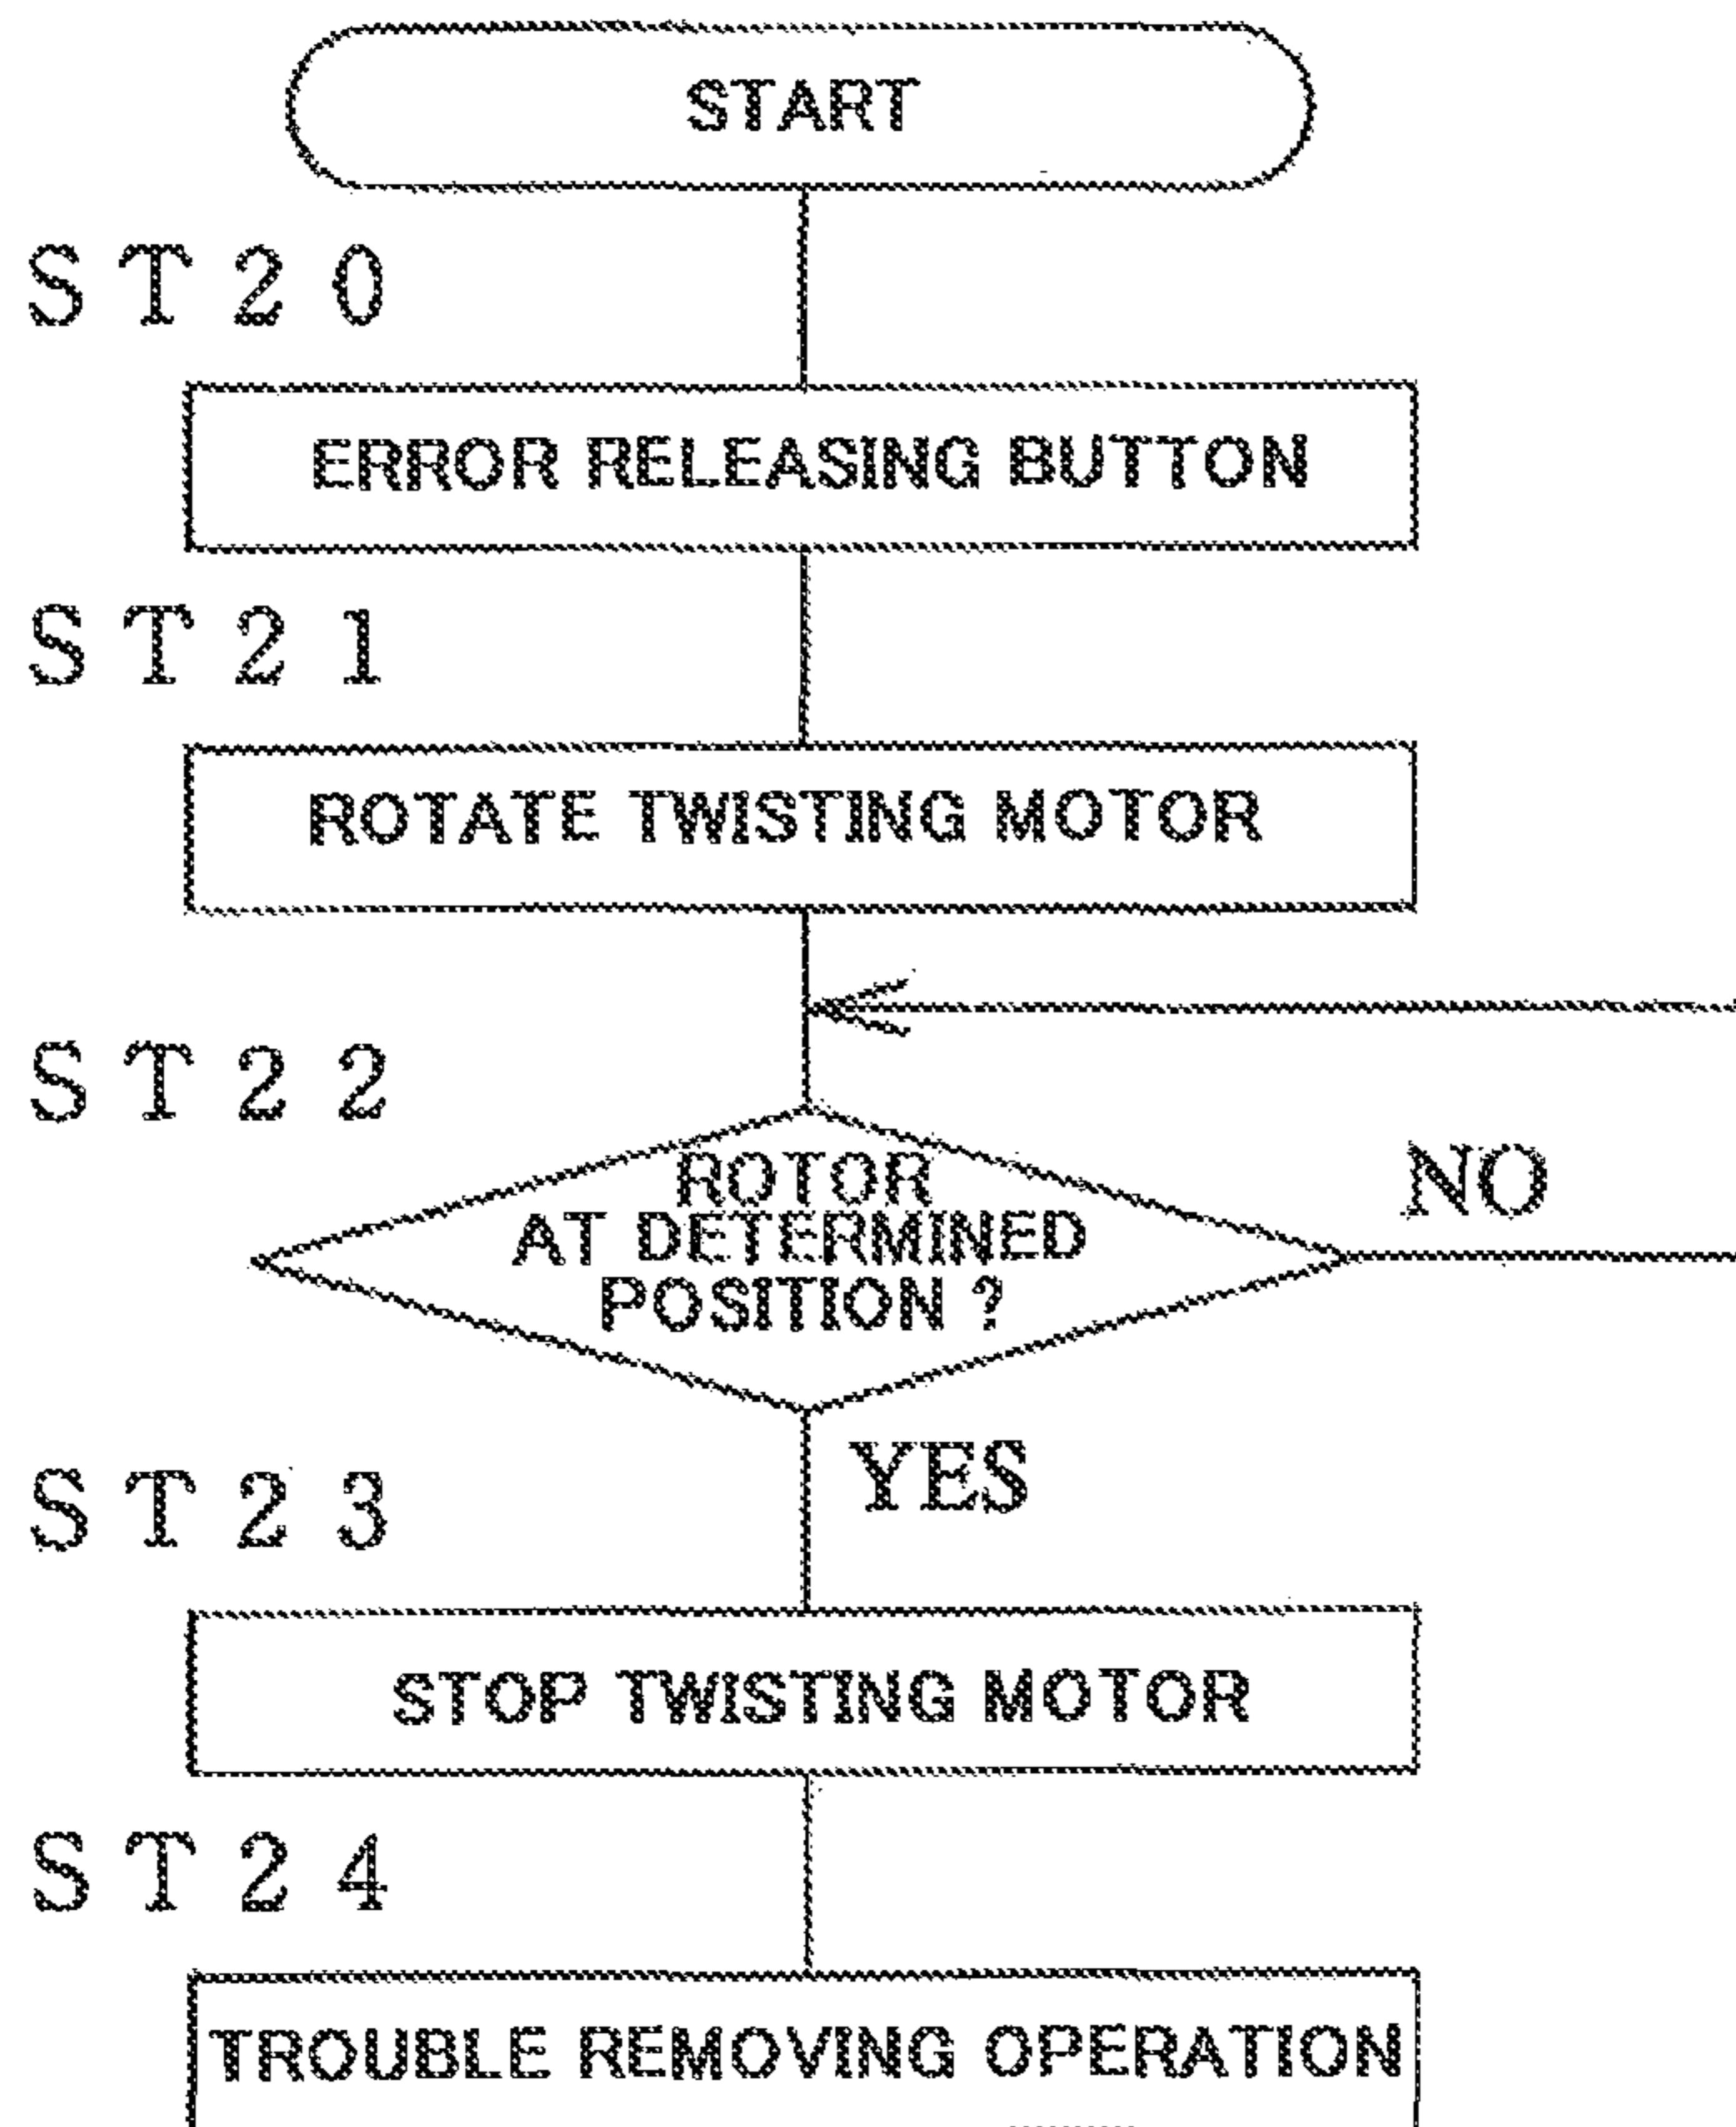 START
ST20
ERROR RELEASING BUTTON
ST21
ROTATE TWISTING MOTOR
ST22
ROTOR
AT DETERMINED
POSITION ?
NO
YES
ST23
STOP TWISTING MOTOR
ST24
TROUBLE REMOVING OPERATION